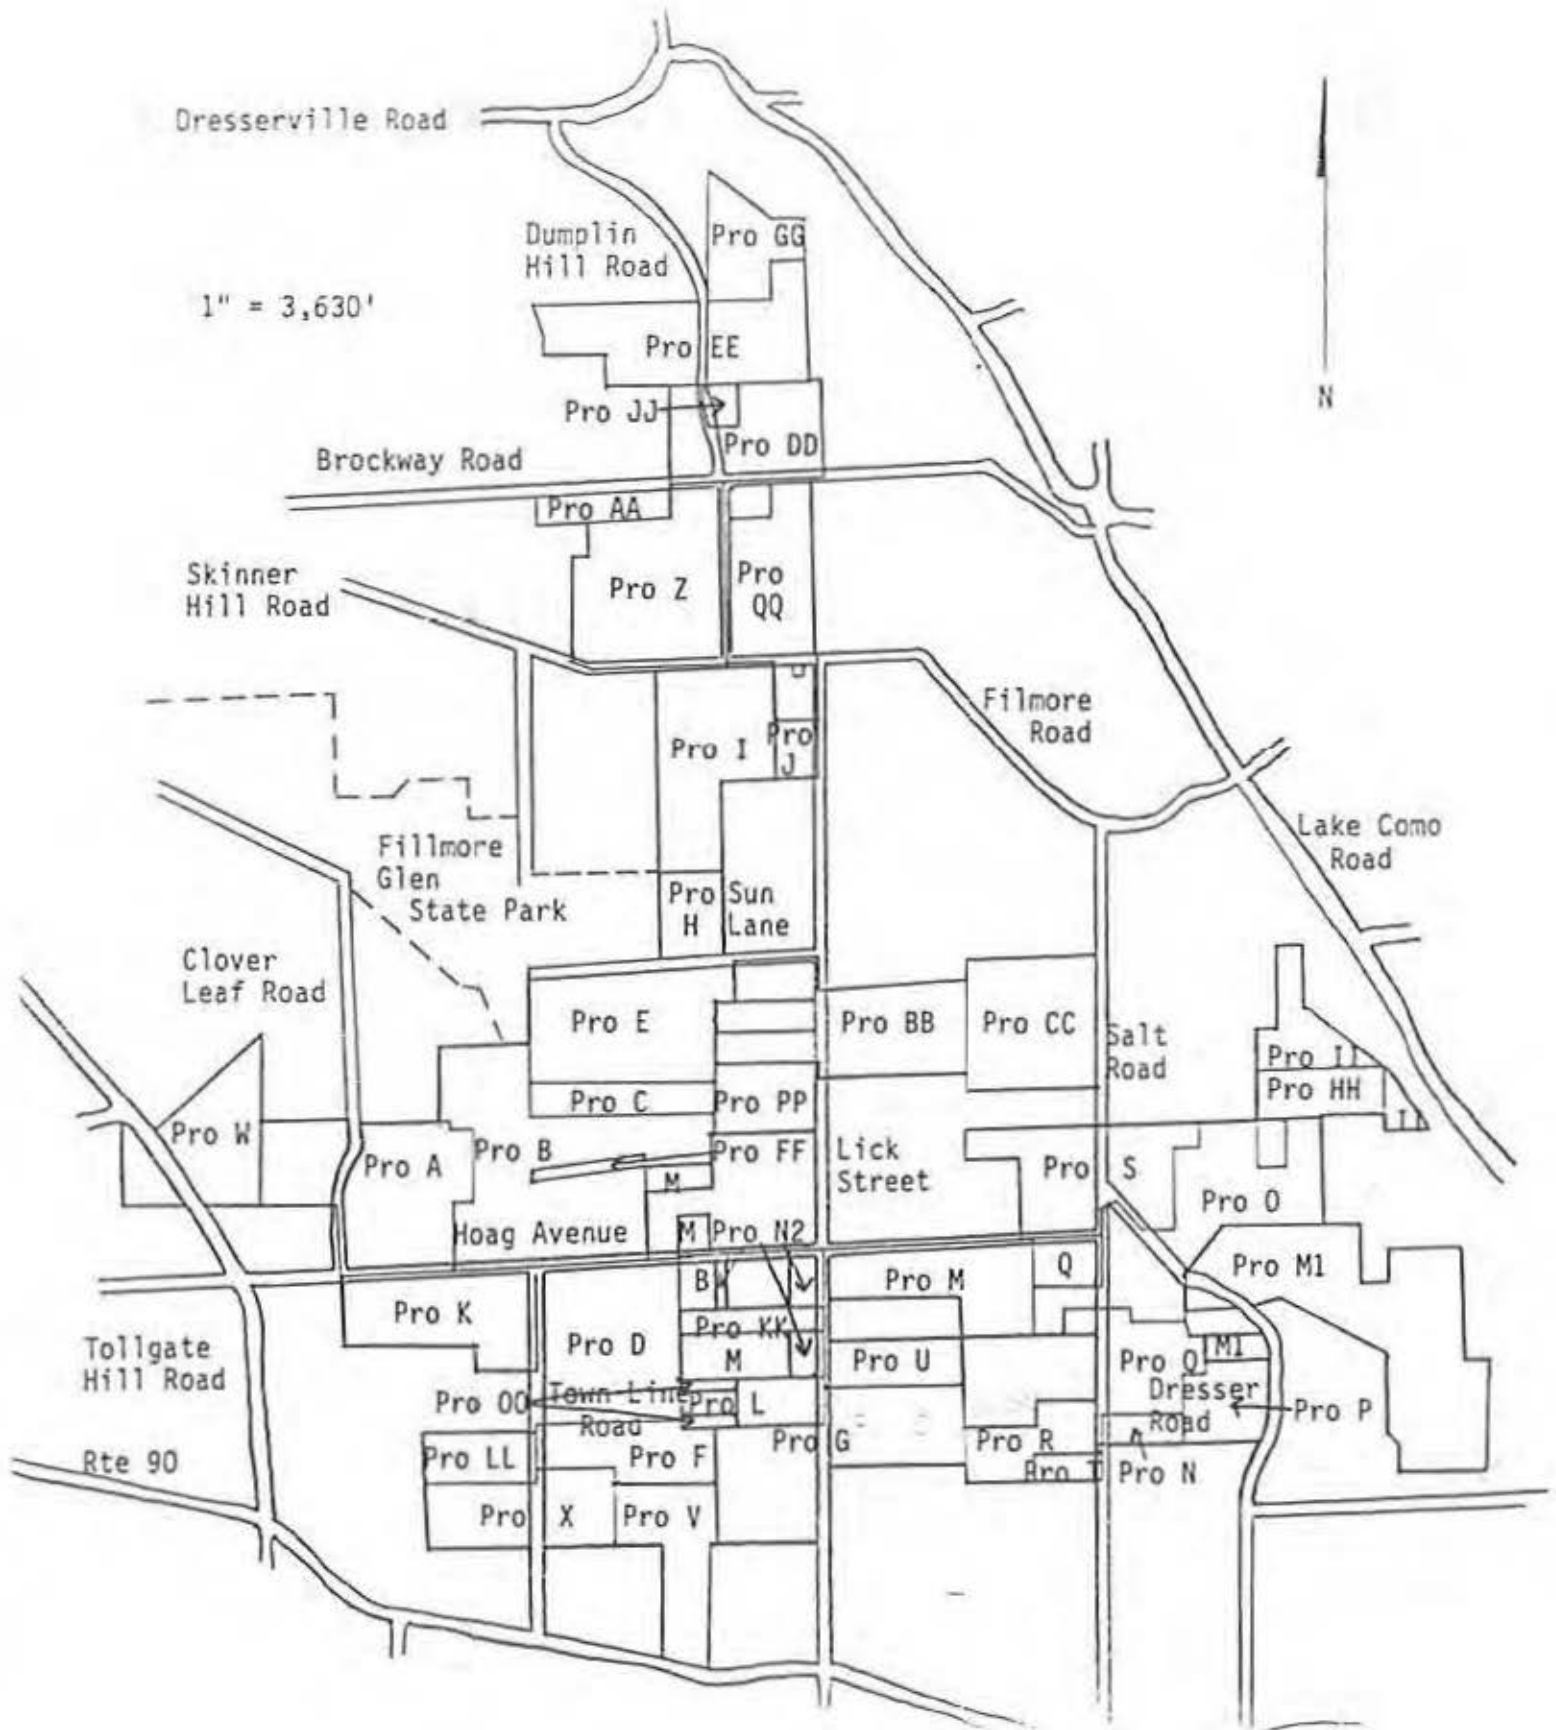 Dresserville Road
Dumplin
Hill Road
Pro GG
1" = 3,630'
Pro EE
Pro JJ
N
Pro DD
Brockway Road
Pro AA
Skinner
Hill Road
Pro Z
Pro
QQ
Filmore
Road
Pro I
Pro
J
Lake Como
Road
Fillmore
Glen
State Park
Pro
H
Sun
Lane
Clover
Leaf Road
Pro E
Pro BB
Pro CC
Salt
Road
Pro II
Pro HH
II
Pro C
Pro PP
Pro W
Pro A
Pro B
Pro FF
Lick
Street
Pro S
M
Pro O
Hoag Avenue
M
Pro N2
B
Pro M
Q
Pro M1
Pro K
Pro KK
Tollgate
Hill Road
Pro D
M
Pro U
Pro Q
M1
Pro OO
Town Line
Road
Pro L
Dresser
Road
Pro P
Rte 90
Pro LL
Pro F
Pro G
Pro R
Pro T
Pro N
Pro X
Pro V